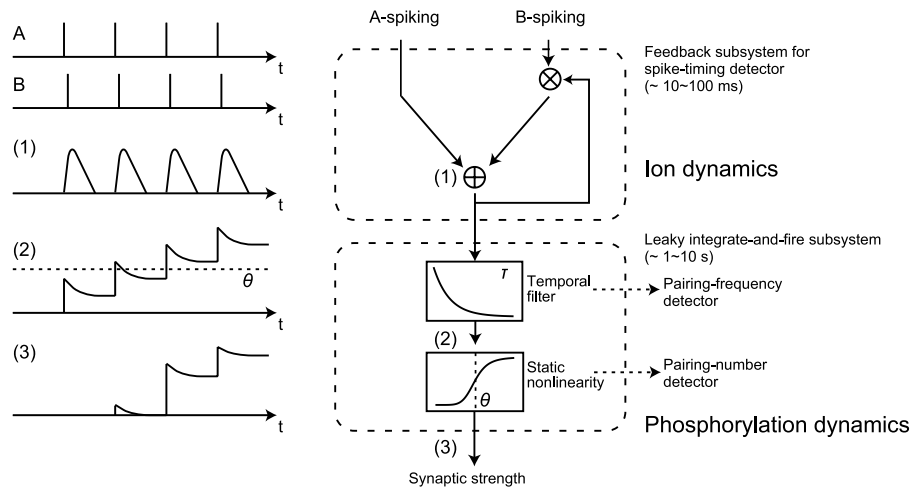 A
t
B
t
(1)
t
(2)
θ
t
(3)
t
A-spiking
B-spiking
(1)
Feedback subsystem for
spike-timing detector
(~ 10~100 ms)
Ion dynamics
Leaky integrate-and-fire subsystem
(~ 1~10 s)
τ
Temporal
filter
Pairing-frequency
detector
(2)
Static
nonlinearity
θ
Pairing-number
detector
Phosphorylation dynamics
(3)
Synaptic strength